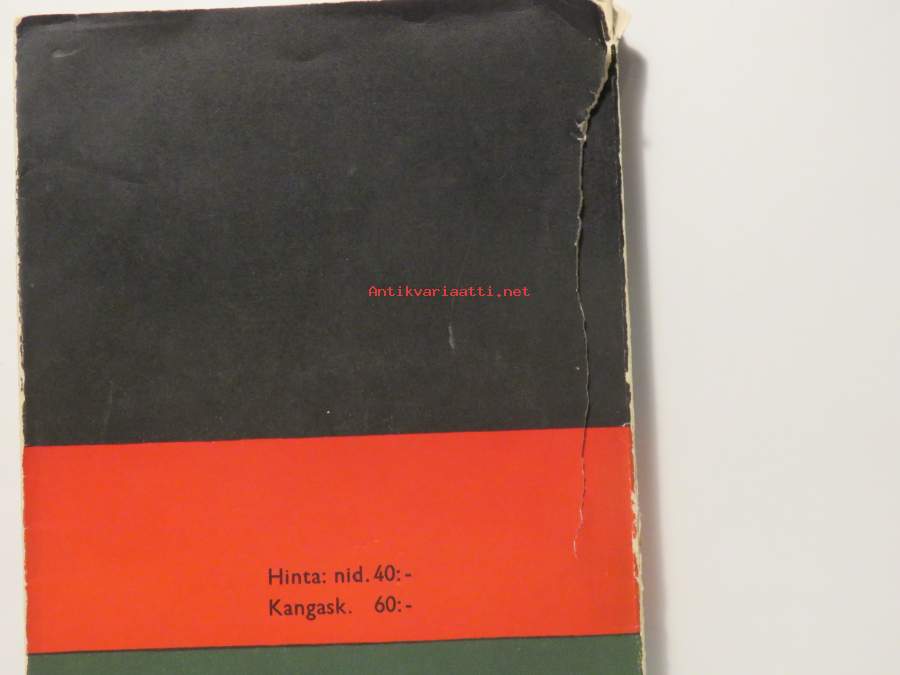 Antikvariaatti.net
Hinta: nid. 40:-
Kangask. 60:-